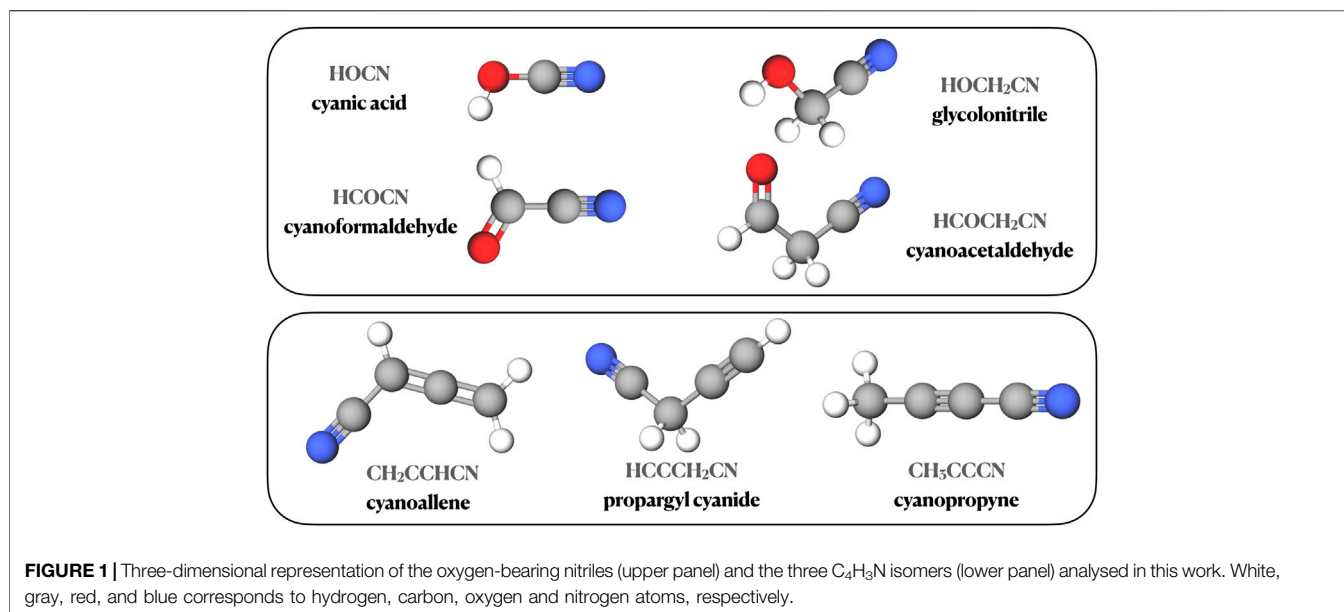 HOCN
cyanic acid
HOCH₂CN
glycolonitrile
HCOCN
cyanoformaldehyde
HCOCH₂CN
cyanoacetaldehyde
CH₂CCHCN
cyanoallene
HCCCH₂CN
propargyl cyanide
CH₃CCCN
cyanopropyne
FIGURE 1 | Three-dimensional representation of the oxygen-bearing nitriles (upper panel) and the three C₄H₃N isomers (lower panel) analysed in this work. White,
gray, red, and blue corresponds to hydrogen, carbon, oxygen and nitrogen atoms, respectively.